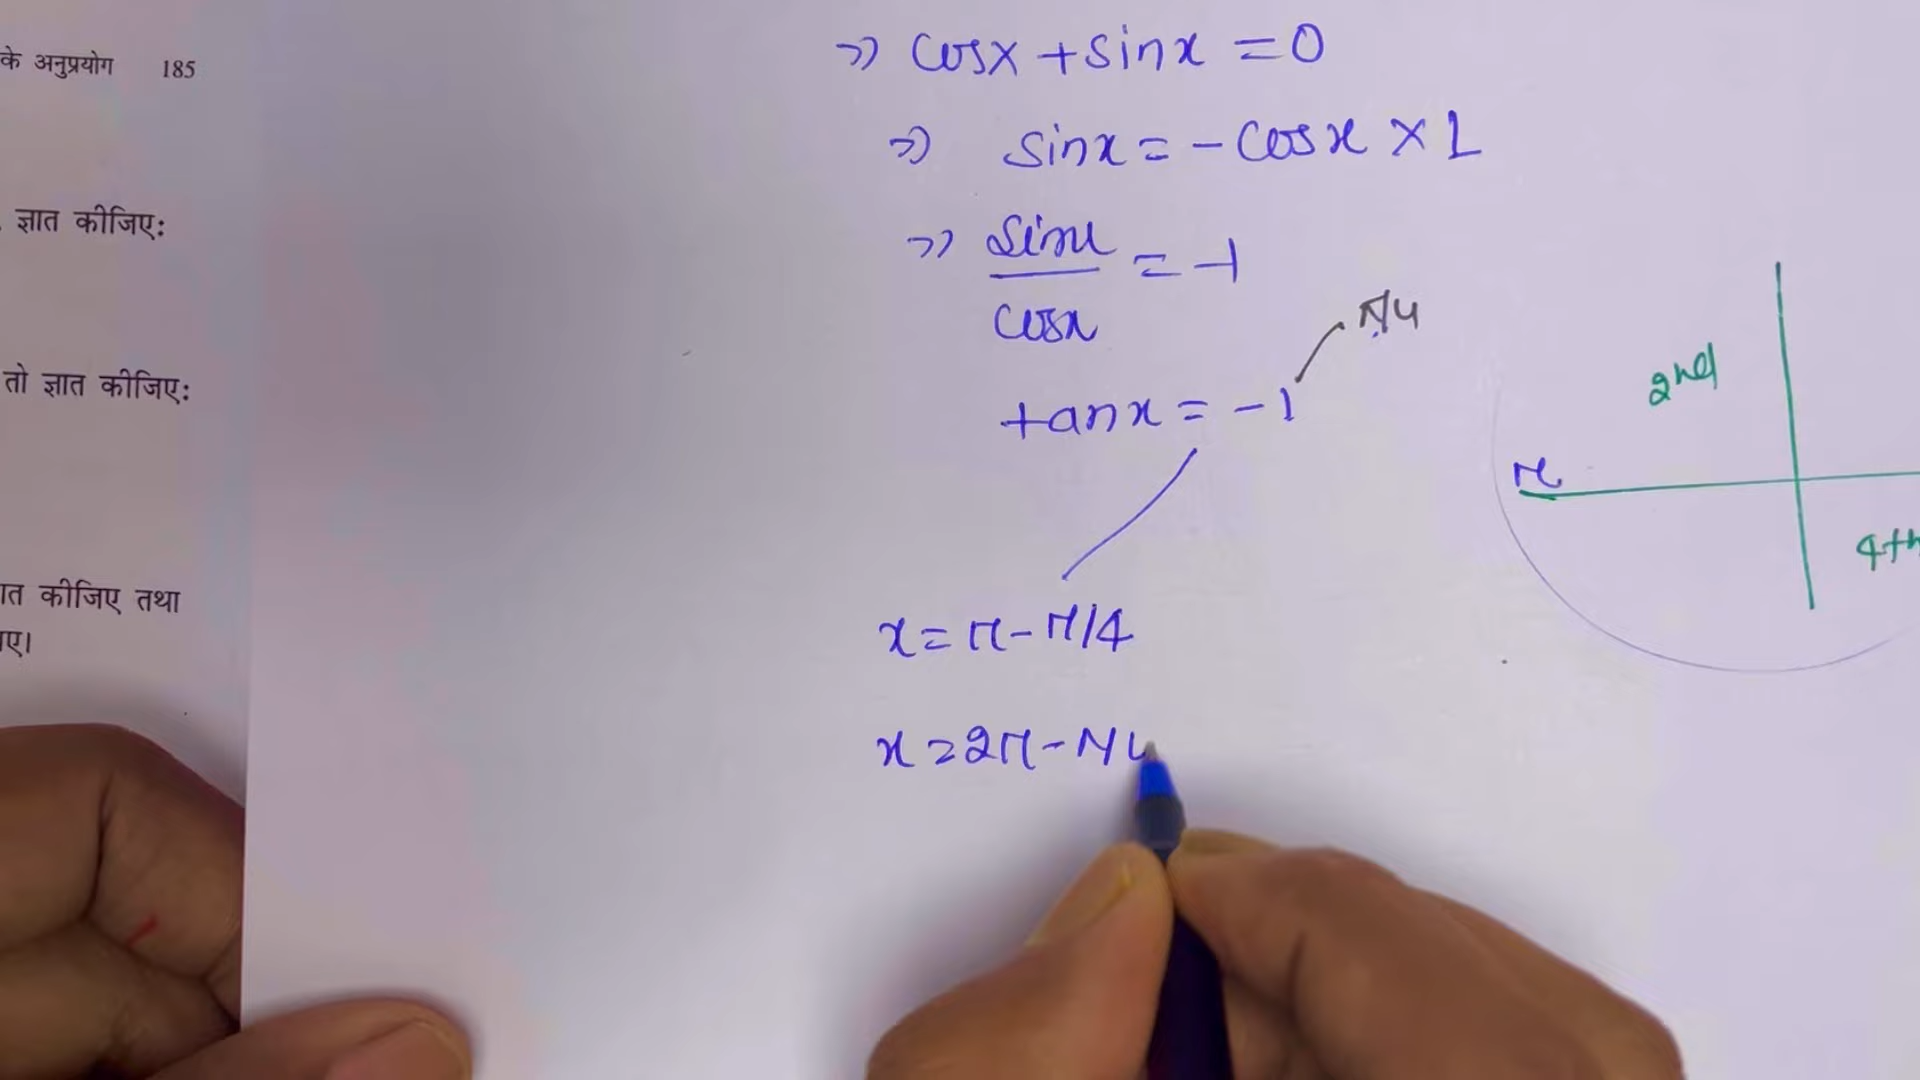 के अनुप्रयोग 185
ज्ञात कीजिए:
तो ज्ञात कीजिए:
ात कीजिए तथा
ए।
=> cosx + sinx = 0
=> sinx = - cosx × 1
=> sinx
cosx = -1
π/4
tanx = -1
x = π - π/4
x = 2π - π/4
2nd
π
4th